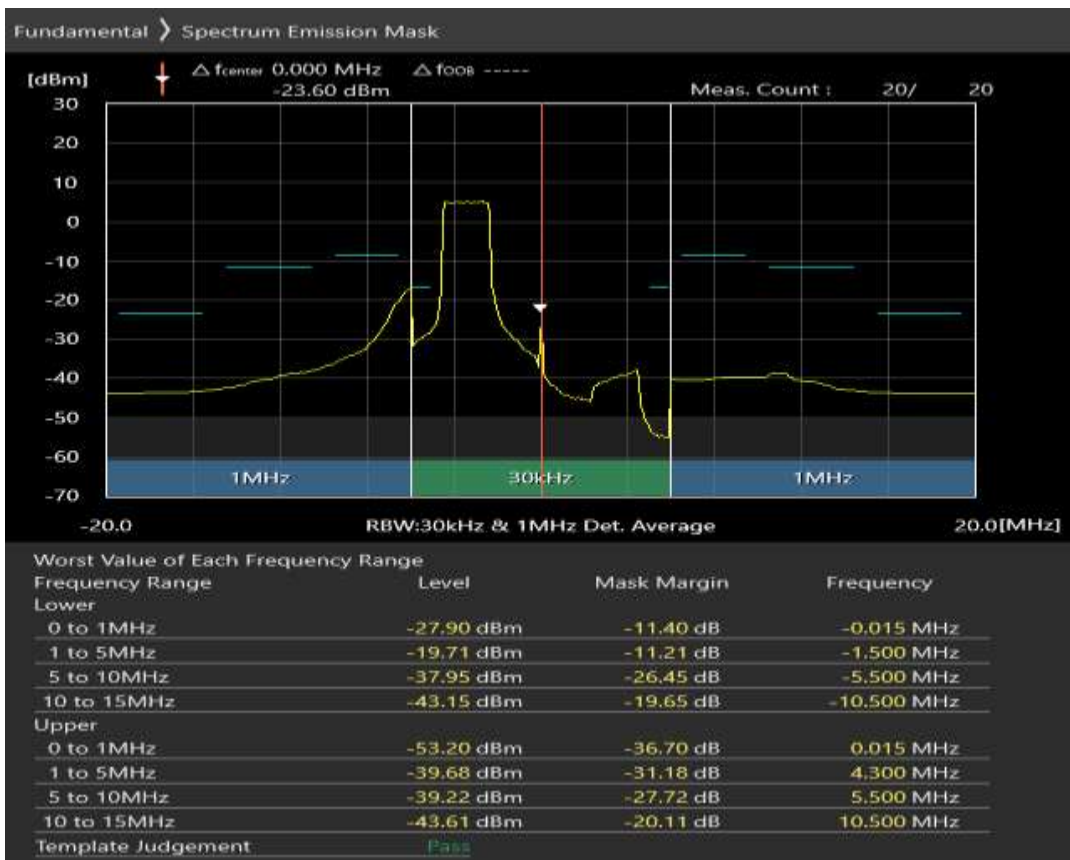 Fundamental ❯ Spectrum Emission Mask
△ fcenter 0.000 MHz △ fOOB -----
[dBm] -23.60 dBm Meas. Count : 20/ 20
30
20
10
0
-10
-20
-30
-40
-50
-60
1MHz 30kHz 1MHz
-70
-20.0 RBW:30kHz & 1MHz Det. Average 20.0[MHz]
Worst Value of Each Frequency Range
Frequency Range Level Mask Margin Frequency
Lower
0 to 1MHz -27.90 dBm -11.40 dB -0.015 MHz
1 to 5MHz -19.71 dBm -11.21 dB -1.500 MHz
5 to 10MHz -37.95 dBm -26.45 dB -5.500 MHz
10 to 15MHz -43.15 dBm -19.65 dB -10.500 MHz
Upper
0 to 1MHz -53.20 dBm -36.70 dB 0.015 MHz
1 to 5MHz -39.68 dBm -31.18 dB 4.300 MHz
5 to 10MHz -39.22 dBm -27.72 dB 5.500 MHz
10 to 15MHz -43.61 dBm -20.11 dB 10.500 MHz
Template Judgement Pass